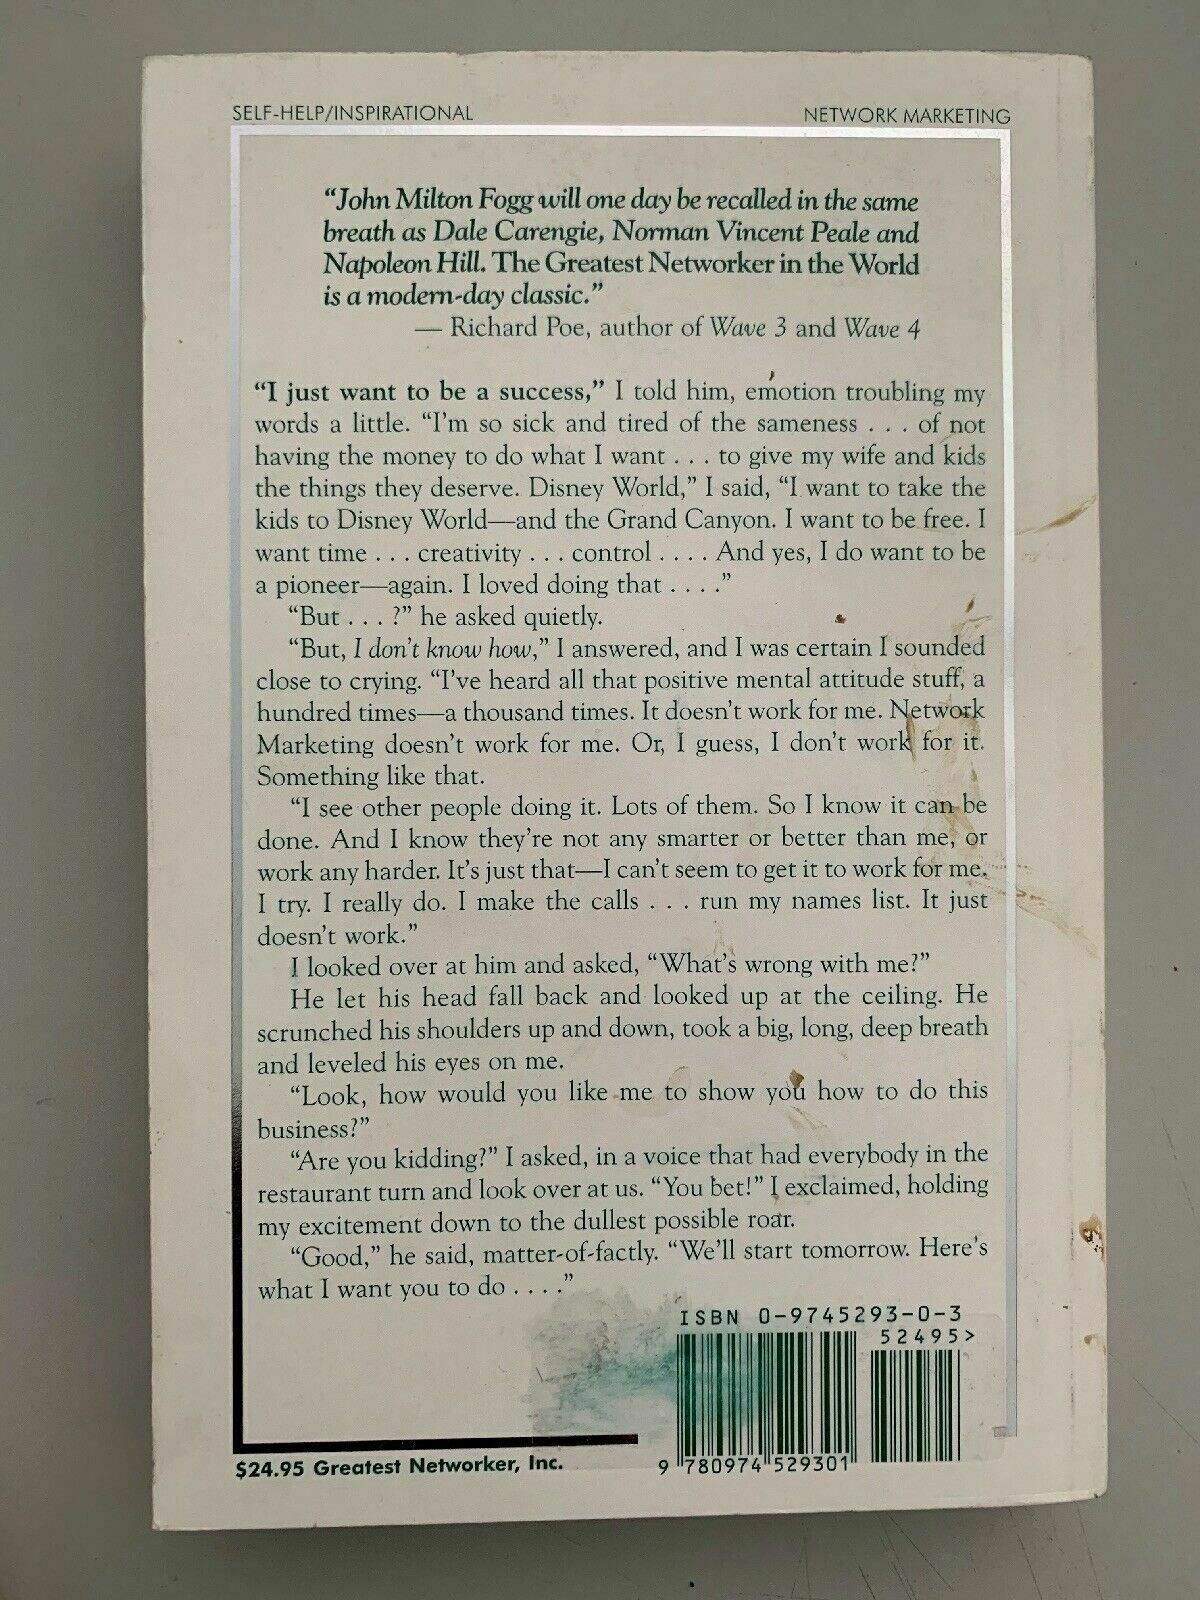 SELF-HELP/INSPIRATIONAL
NETWORK MARKETING
“John Milton Fogg will one day be recalled in the same
breath as Dale Carengie, Norman Vincent Peale and
Napoleon Hill. The Greatest Networker in the World
is a modern-day classic.”
— Richard Poe, author of Wave 3 and Wave 4
“I just want to be a success,” I told him, emotion troubling my
words a little. “I'm so sick and tired of the sameness . . . of not
having the money to do what I want . . . to give my wife and kids
the things they deserve. Disney World,” I said, “I want to take the
kids to Disney World—and the Grand Canyon. I want to be free. I
want time . . . creativity . . . control . . . . And yes, I do want to be
a pioneer—again. I loved doing that . . . .”
“But . . . ?” he asked quietly.
“But, I don't know how,” I answered, and I was certain I sounded
close to crying. “I've heard all that positive mental attitude stuff, a
hundred times—a thousand times. It doesn't work for me. Network
Marketing doesn't work for me. Or, I guess, I don't work for it.
Something like that.
“I see other people doing it. Lots of them. So I know it can be
done. And I know they're not any smarter or better than me, or
work any harder. It's just that—I can't seem to get it to work for me.
I try. I really do. I make the calls . . . run my names list. It just
doesn't work.”
I looked over at him and asked, “What's wrong with me?”
He let his head fall back and looked up at the ceiling. He
scrunched his shoulders up and down, took a big, long, deep breath
and leveled his eyes on me.
“Look, how would you like me to show you how to do this
business?”
“Are you kidding?” I asked, in a voice that had everybody in the
restaurant turn and look over at us. “You bet!” I exclaimed, holding
my excitement down to the dullest possible roar.
“Good,” he said, matter-of-factly. “We'll start tomorrow. Here's
what I want you to do . . . .”
ISBN 0-9745293-0-3
52495>
9 780974 529301
$24.95 Greatest Networker, Inc.